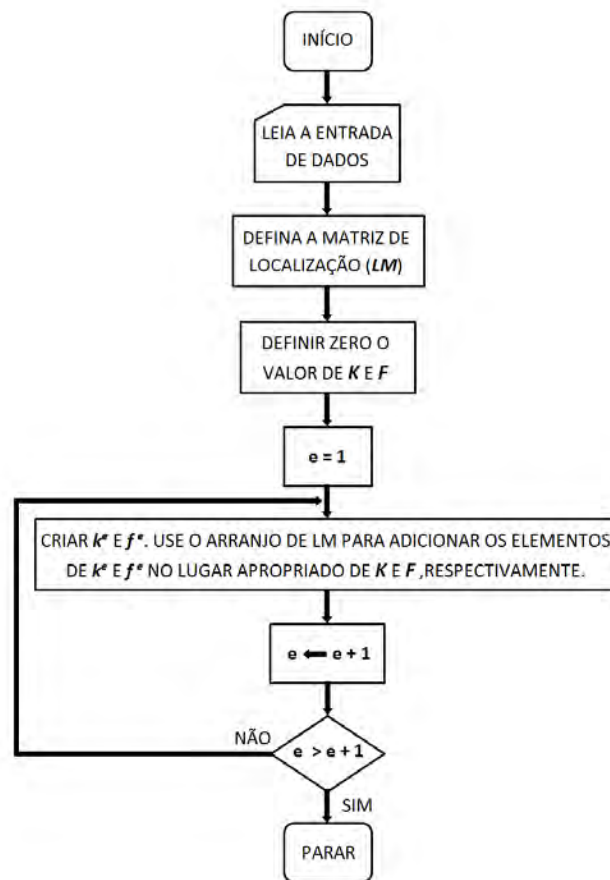 INÍCIO
LEIA A ENTRADA
DE DADOS
DEFINA A MATRIZ DE
LOCALIZAÇÃO (LM)
DEFINIR ZERO O
VALOR DE K E F
e = 1
CRIAR kᵉ E fᵉ. USE O ARRANJO DE LM PARA ADICIONAR OS ELEMENTOS
DE kᵉ E fᵉ NO LUGAR APROPRIADO DE K E F ,RESPECTIVAMENTE.
e ← e + 1
NÃO
e > e + 1
SIM
PARAR